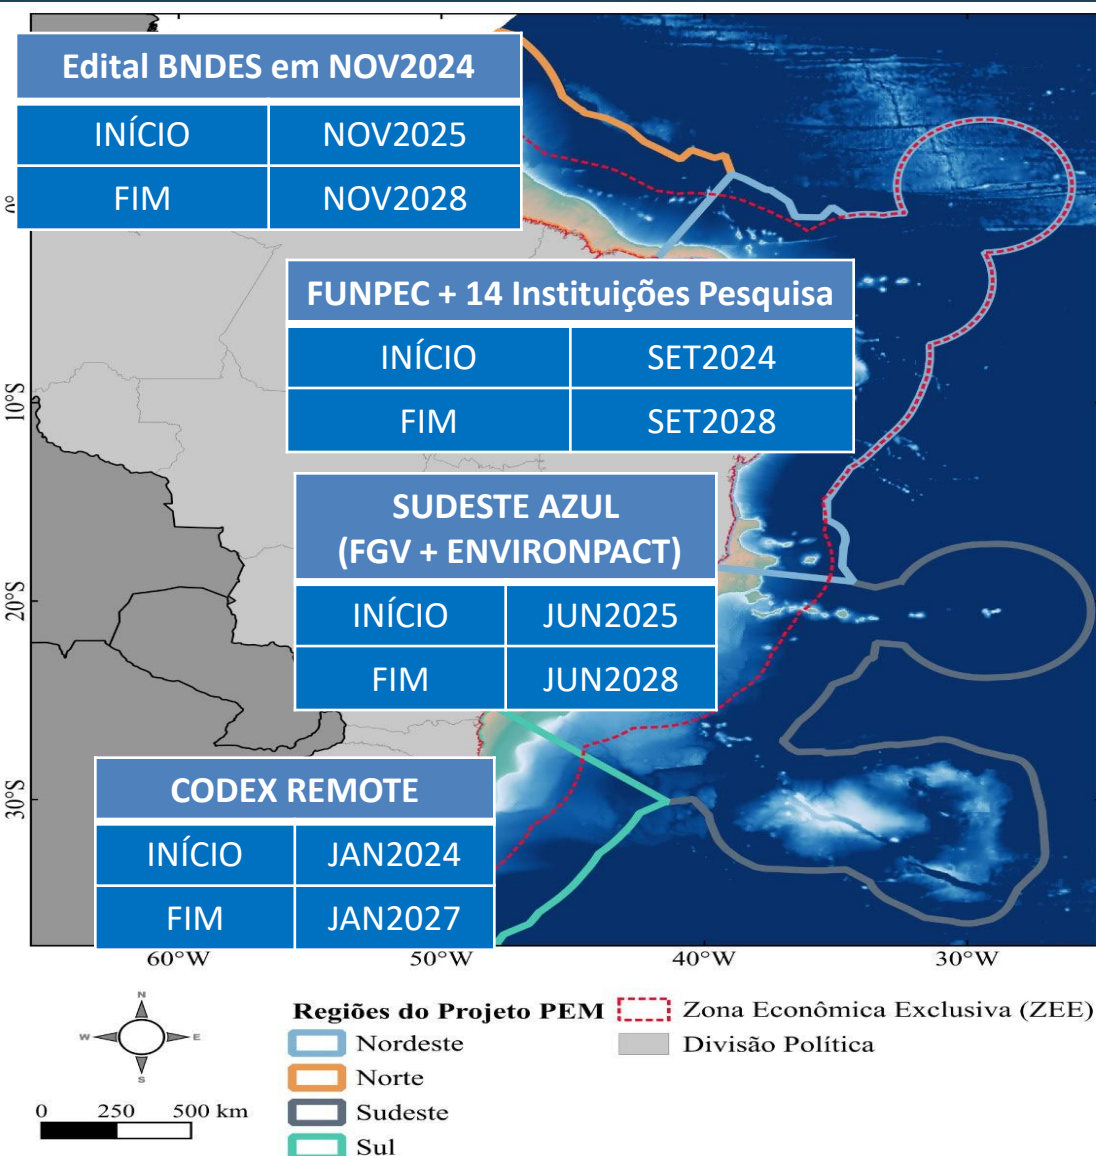 Edital BNDES em NOV2024
INÍCIO NOV2025
FIM NOV2028
0°
FUNPEC + 14 Instituições Pesquisa
INÍCIO SET2024
FIM SET2028
10°S
SUDESTE AZUL
(FGV + ENVIRONPACT)
INÍCIO JUN2025
FIM JUN2028
20°S
CODEX REMOTE
INÍCIO JAN2024
FIM JAN2027
30°S
60°W 50°W 40°W 30°W
N
W E
S
0 250 500 km
Regiões do Projeto PEM
Nordeste
Norte
Sudeste
Sul
Zona Econômica Exclusiva (ZEE)
Divisão Política